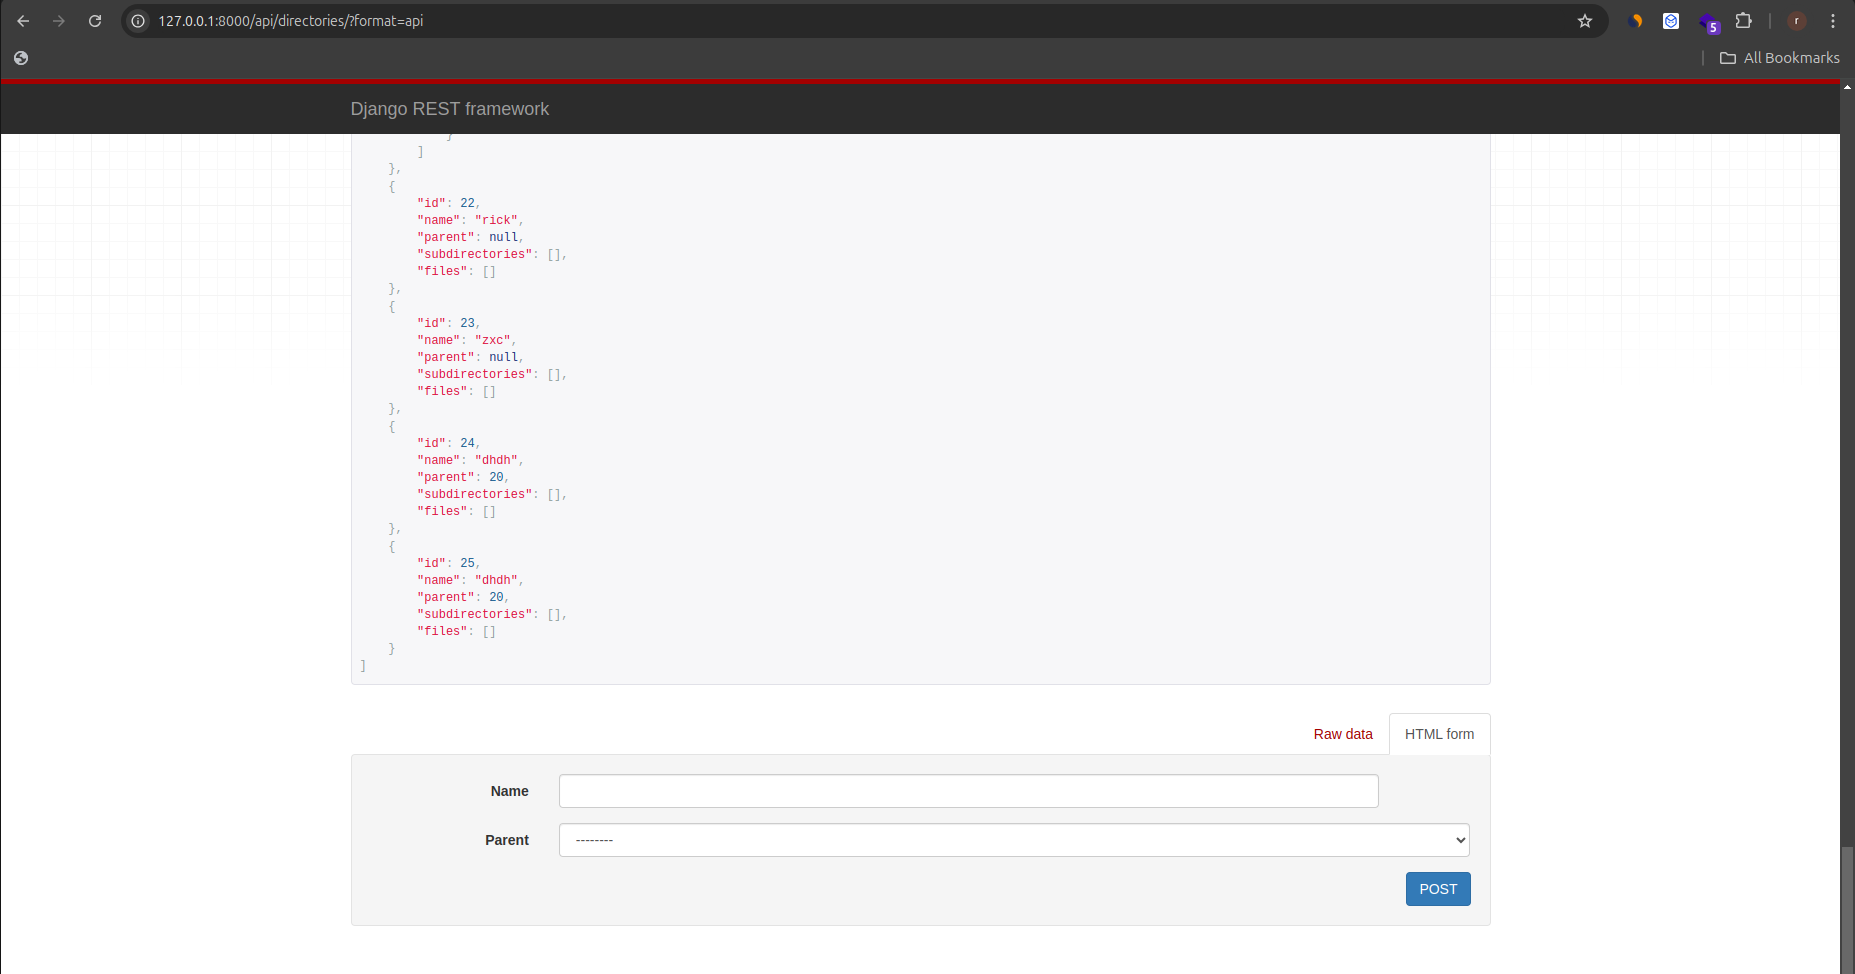 127.0.0.1:8000/api/directories/?format=api
5
r
All Bookmarks
Django REST framework
}
]
},
{
"id": 22,
"name": "rick",
"parent": null,
"subdirectories": [],
"files": []
},
{
"id": 23,
"name": "zxc",
"parent": null,
"subdirectories": [],
"files": []
},
{
"id": 24,
"name": "dhdh",
"parent": 20,
"subdirectories": [],
"files": []
},
{
"id": 25,
"name": "dhdh",
"parent": 20,
"subdirectories": [],
"files": []
}
]
Raw data
HTML form
Name
Parent
--------
POST